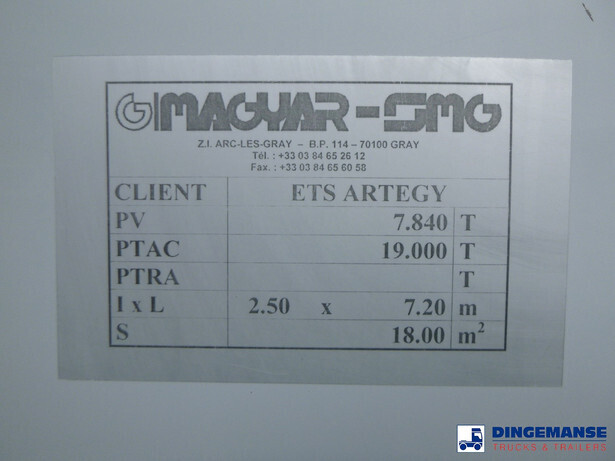 G MAGYAR-SMG
Z.I. ARC-LES-GRAY – B.P. 114 – 70100 GRAY
Tél. : +33 03 84 65 26 12
Fax. : +33 03 84 65 60 58
CLIENT ETS ARTEGY
PV 7.840 T
PTAC 19.000 T
PTRA T
l x L 2.50 x 7.20 m
S 18.00 m²
DINGEMANSE
TRUCKS & TRAILERS